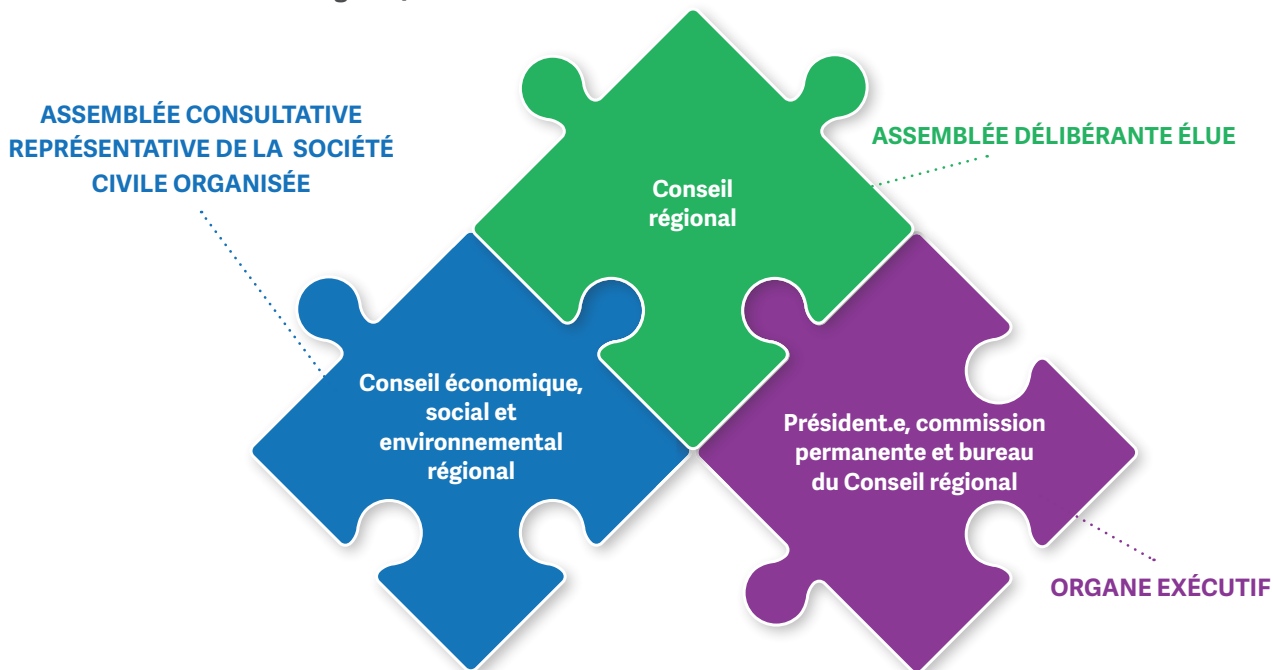 ASSEMBLÉE CONSULTATIVE
REPRÉSENTATIVE DE LA SOCIÉTÉ
CIVILE ORGANISÉE
ASSEMBLÉE DÉLIBÉRANTE ÉLUE
Conseil
régional
Conseil économique,
social et
environnemental
régional
Président.e, commission
permanente et bureau
du Conseil régional
ORGANE EXÉCUTIF